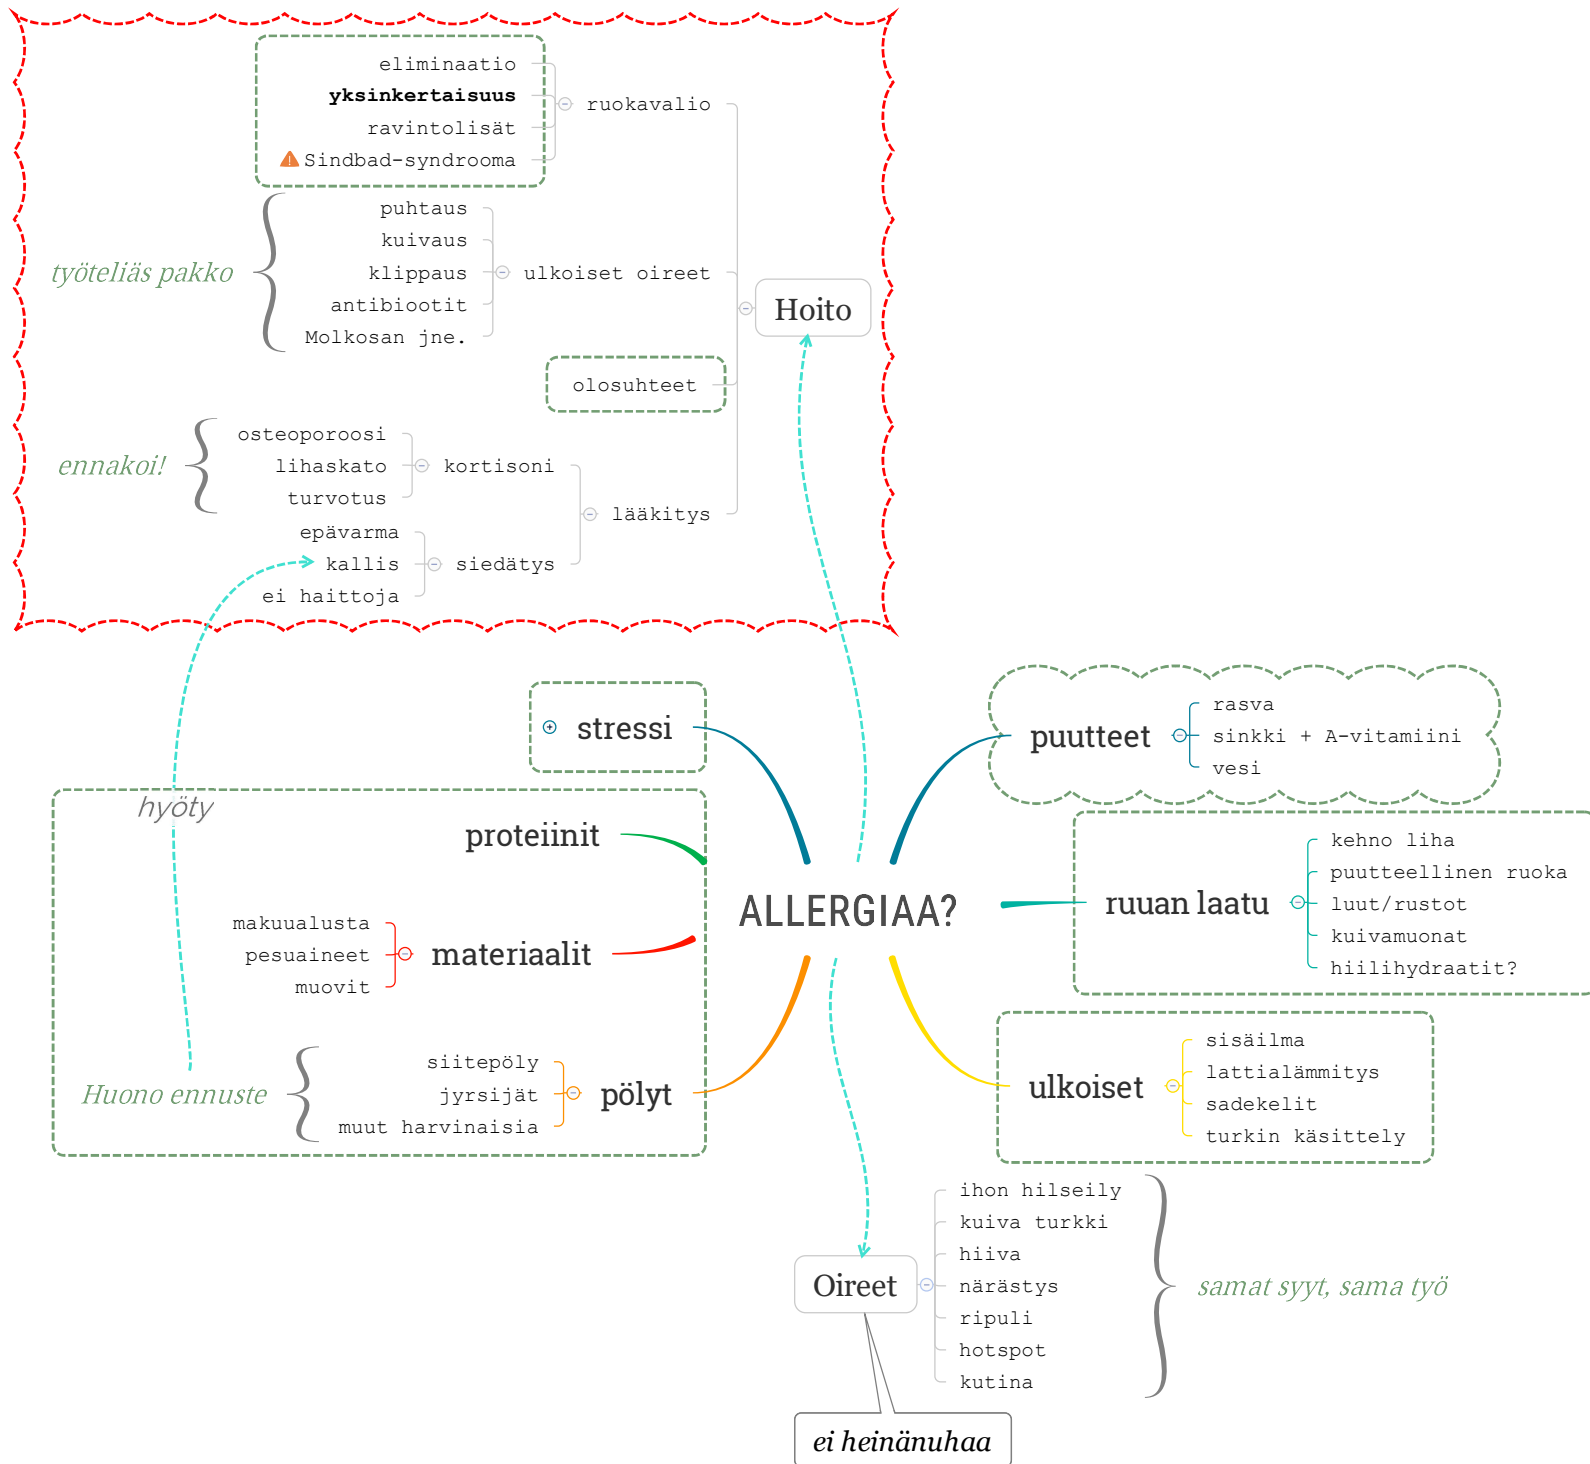 eliminaatio
yksinkertaisuus
ravintolisät
Sindbad-syndrooma
ruokavalio
puhtaus
kuivaus
klippaus
antibiootit
Molkosan jne.
työteliäs pakko
ulkoiset oireet
Hoito
olosuhteet
osteoporoosi
lihaskato
turvotus
ennakoi!
kortisoni
lääkitys
epävarma
kallis
ei haittoja
siedätys
stressi
hyöty
proteiinit
makuualusta
pesuaineet
muovit
materiaalit
siitepöly
jyrsijät
muut harvinaisia
Huono ennuste
pölyt
ALLERGIAA?
puutteet
rasva
sinkki + A-vitamiini
vesi
ruuan laatu
kehno liha
puutteellinen ruoka
luut/rustot
kuivamuonat
hiilihydraatit?
ulkoiset
sisäilma
lattialämmitys
sadekelit
turkin käsittely
Oireet
ihon hilseily
kuiva turkki
hiiva
närästys
ripuli
hotspot
kutina
samat syyt, sama työ
ei heinänuhaa